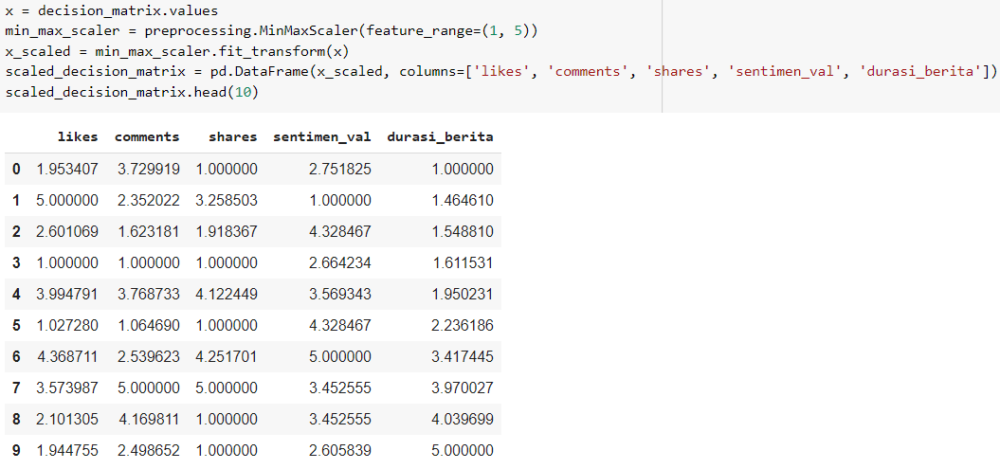 x = decision_matrix.values
min_max_scaler = preprocessing.MinMaxScaler(feature_range=(1, 5))
x_scaled = min_max_scaler.fit_transform(x)
scaled_decision_matrix = pd.DataFrame(x_scaled, columns=['likes', 'comments', 'shares', 'sentimen_val', 'durasi_berita'])
scaled_decision_matrix.head(10)
likes comments shares sentimen_val durasi_berita
0 1.953407 3.729919 1.000000 2.751825 1.000000
1 5.000000 2.352022 3.258503 1.000000 1.464610
2 2.601069 1.623181 1.918367 4.328467 1.548810
3 1.000000 1.000000 1.000000 2.664234 1.611531
4 3.994791 3.768733 4.122449 3.569343 1.950231
5 1.027280 1.064690 1.000000 4.328467 2.236186
6 4.368711 2.539623 4.251701 5.000000 3.417445
7 3.573987 5.000000 5.000000 3.452555 3.970027
8 2.101305 4.169811 1.000000 3.452555 4.039699
9 1.944755 2.498652 1.000000 2.605839 5.000000